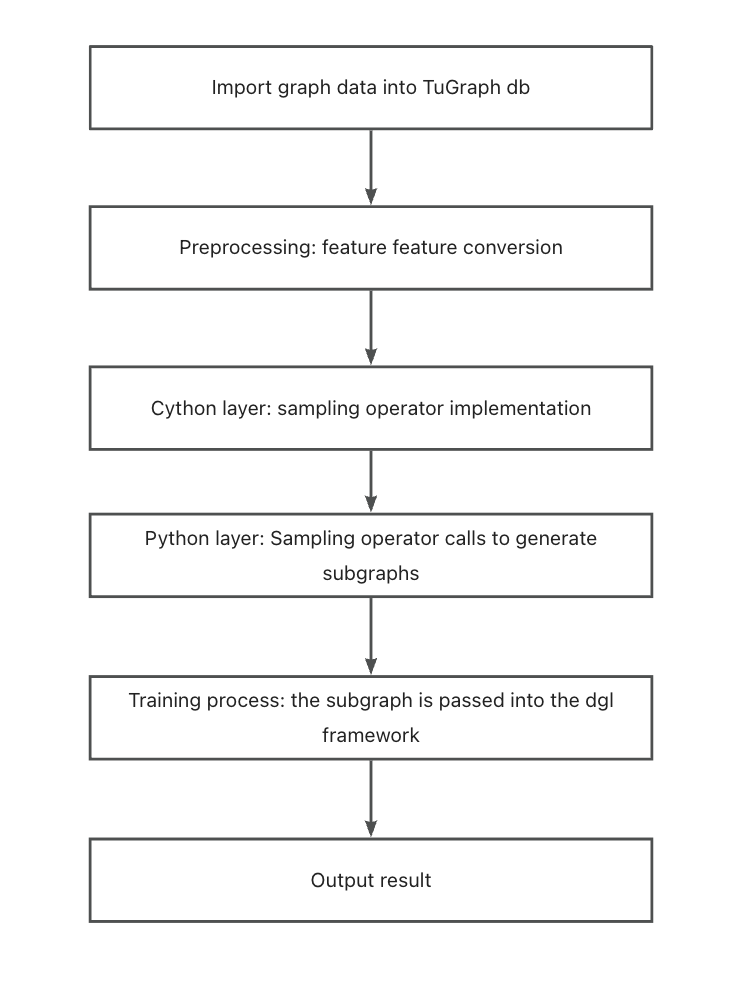 Import graph data into TuGraph db
Preprocessing: feature feature conversion
Cython layer: sampling operator implementation
Python layer: Sampling operator calls to generate
subgraphs
Training process: the subgraph is passed into the dgl
framework
Output result